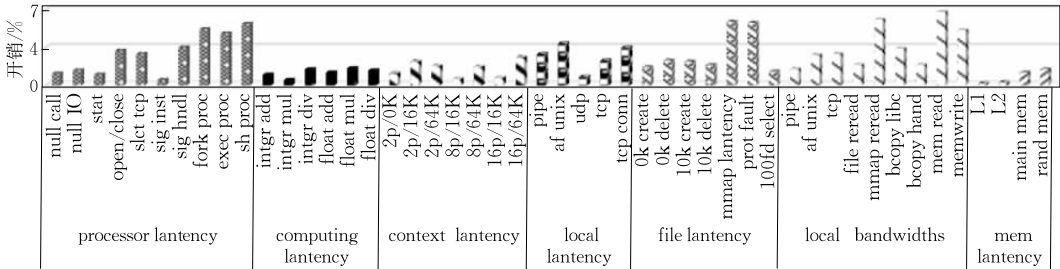 7
4
0
开销/%
null call
null IO
stat
open/close
slct tcp
sig inst
sig hndl
fork proc
exec proc
sh proc
intgr add
intgr mul
intgr div
float add
float mul
float div
2p/0K
2p/16K
2p/64K
8p/16K
8p/64K
16p/16K
16p/64K
pipe
af unix
udp
tcp
tcp conn
0k create
0k delete
10k create
10k delete
mmap lantency
prot fault
100fd select
pipe
af unix
tcp
file reread
mmap reread
bcopy libc
bcopy hand
mem read
memwrite
L1
L2
main mem
rand mem
processor lantency
computing
lantency
context lantency
local
lantency
file lantency
local bandwidths
mem
lantency